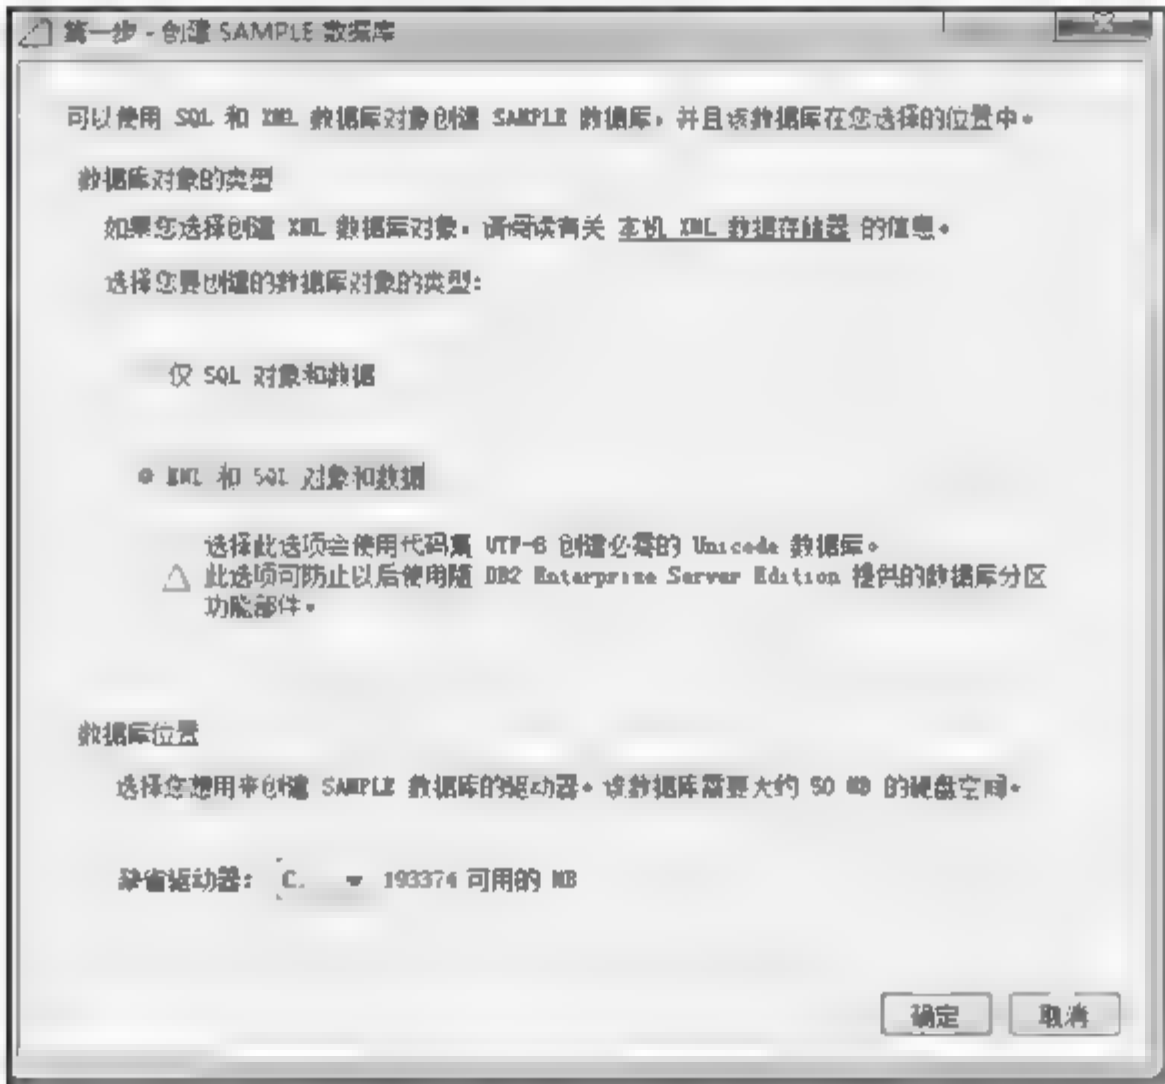 第一步 - 创建 SAMPLE 数据库
可以使用 SQL 和 XML 数据库对象创建 SAMPLE 数据库，并且该数据库在您选择的位置中。
数据库对象的类型
如果您选择创建 XML 数据库对象，请阅读有关 本机 XML 数据存储器 的信息。
选择您要创建的数据库对象的类型：
仅 SQL 对象和数据
XML 和 SQL 对象和数据
选择此选项会使用代码集 UTF-8 创建必需的 Unicode 数据库。
此选项可防止以后使用随 DB2 Enterprise Server Edition 提供的数据库分区
功能部件。
数据库位置
选择您想用来创建 SAMPLE 数据库的驱动器。该数据库需要大约 50 MB 的硬盘空间。
缺省驱动器： C: 193374 可用的 MB
确定 取消